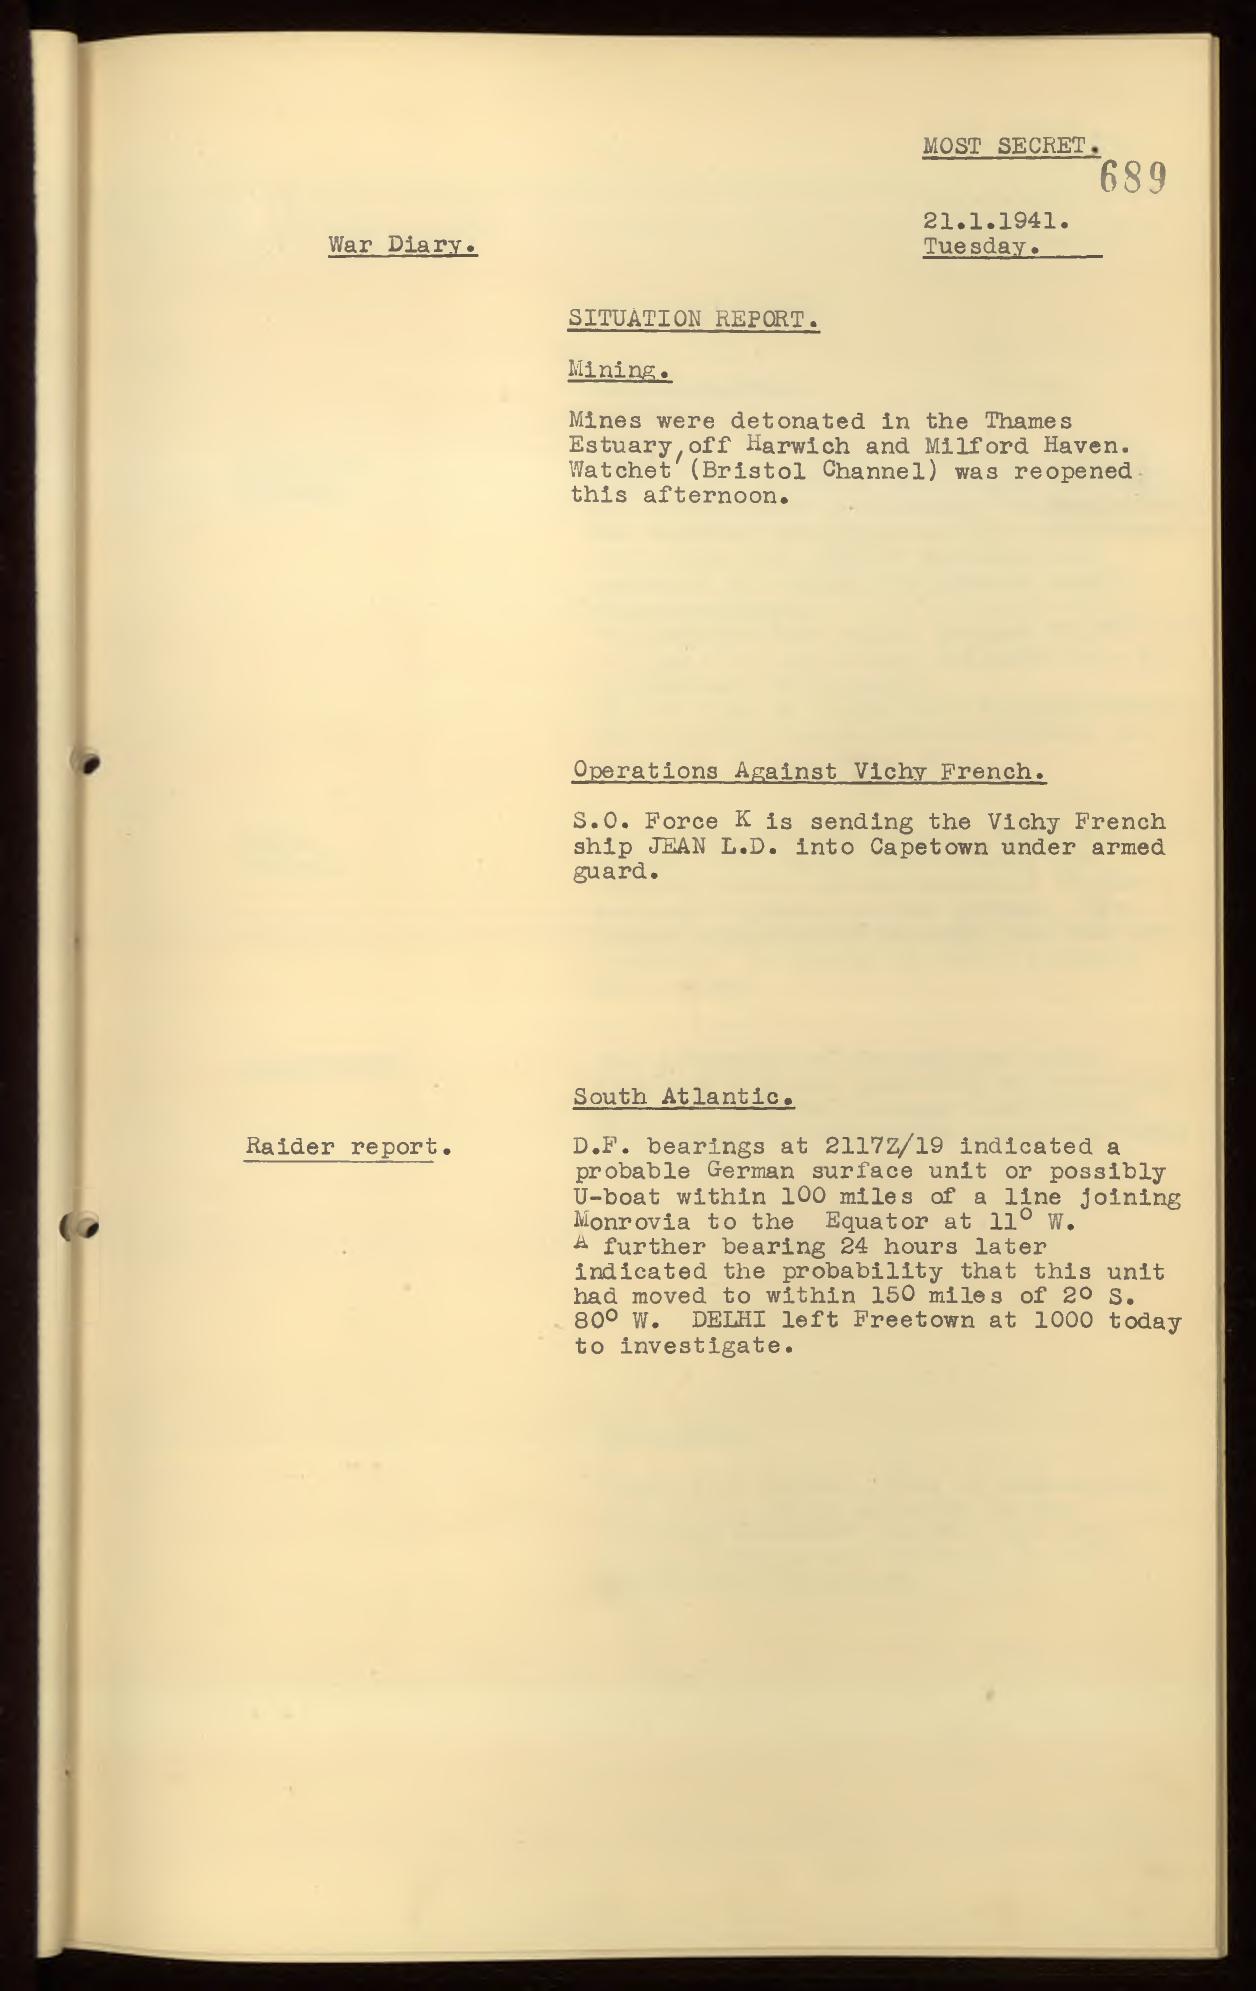 MOST SECRET.
689
21.1.1941.
War Diary.
Tuesday.
SITUATION REPORT.
Mining.
Mines were detonated in the Thames
Estuary,off Harwich and Milford Haven.
Watchet (Bristol Channel) was reopened
this afternoon.
Operations Against Vichy French.
S.O. Force K is sending the Vichy French
ship JEAN L.D. into Capetown under armed
guard.
South Atlantic.
Raider report.
D.F. bearings at 2117Z/19 indicated a
probable German surface unit or possibly
U-boat within 100 miles of a line joining
Monrovia to the Equator at 11° W.
A further bearing 24 hours later
indicated the probability that this unit
had moved to within 150 miles of 2° S.
80° W. DELHI left Freetown at 1000 today
to investigate.